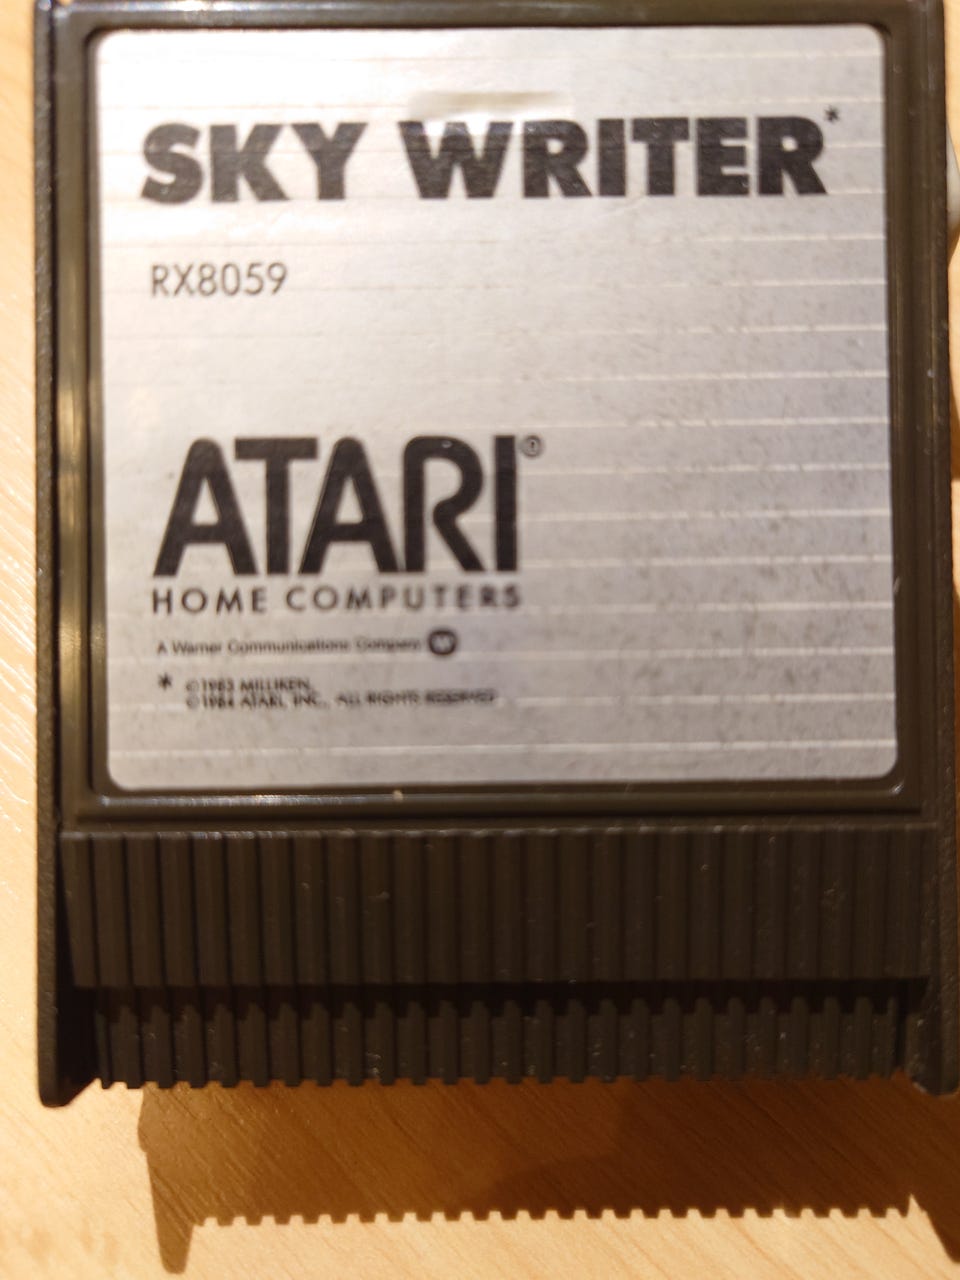 SKY WRITER*
RX8059
ATARI®
HOME COMPUTERS
A Warner Communications Company
* ©1983 MILLIKEN.
©1984 ATARI, INC., ALL RIGHTS RESERVED